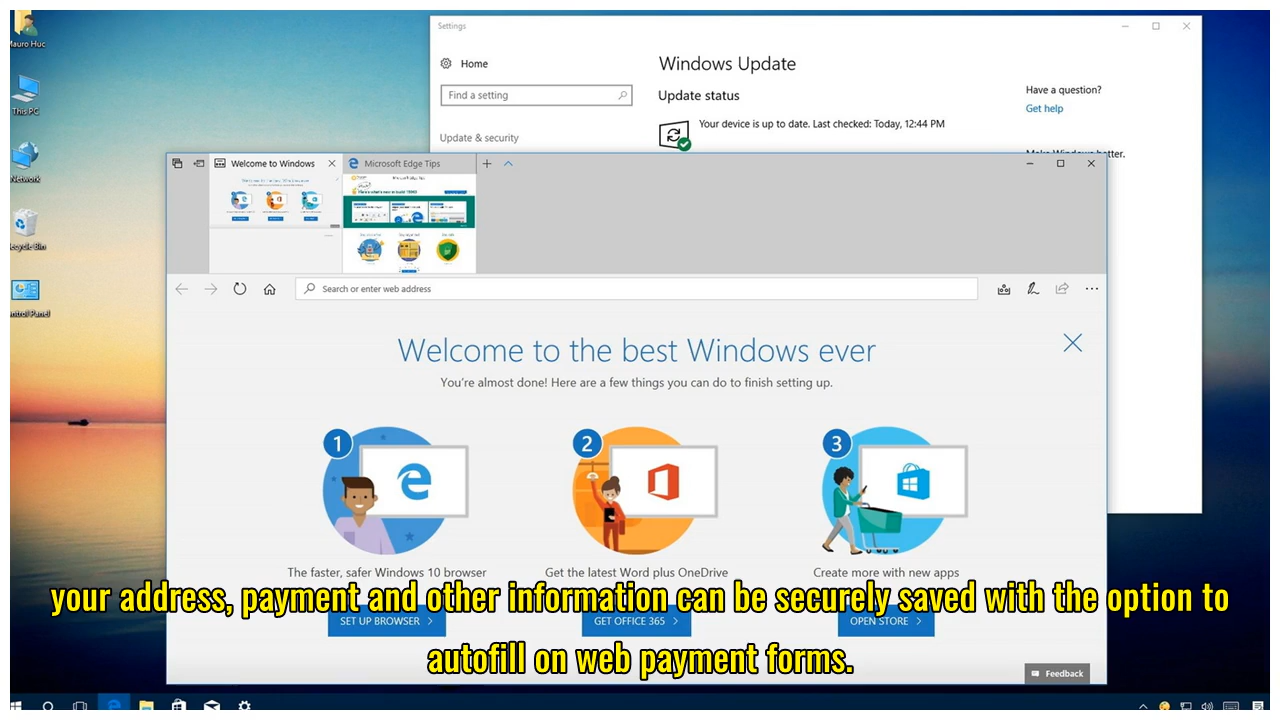 Mauro Huc
This PC
Network
Recycle Bin
Control Panel
Settings
Home
Find a setting
Update & security
Windows Update
Update status
Your device is up to date. Last checked: Today, 12:44 PM
Have a question?
Get help
Make Windows better.
Welcome to Windows
Microsoft Edge Tips
Search or enter web address
Welcome to the best Windows ever
You're almost done! Here are a few things you can do to finish setting up.
1
2
3
The faster, safer Windows 10 browser
Get the latest Word plus OneDrive
Create more with new apps
SET UP BROWSER >
GET OFFICE 365 >
OPEN STORE >
your address, payment and other information can be securely saved with the option to
autofill on web payment forms.
Feedback